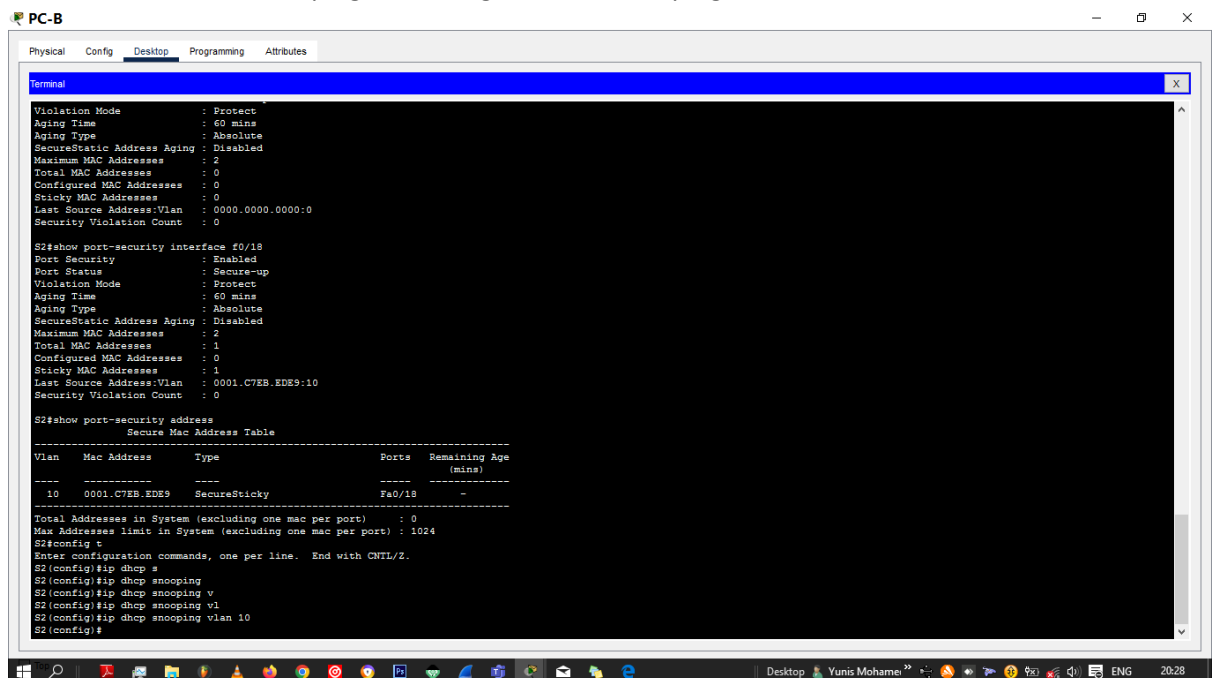 PC-B
Physical Config Desktop Programming Attributes
Terminal
X
Violation Mode : Protect
Aging Time : 60 mins
Aging Type : Absolute
SecureStatic Address Aging : Disabled
Maximum MAC Addresses : 2
Total MAC Addresses : 0
Configured MAC Addresses : 0
Sticky MAC Addresses : 0
Last Source Address:Vlan : 0000.0000.0000:0
Security Violation Count : 0
S2#show port-security interface f0/18
Port Security : Enabled
Port Status : Secure-up
Violation Mode : Protect
Aging Time : 60 mins
Aging Type : Absolute
SecureStatic Address Aging : Disabled
Maximum MAC Addresses : 2
Total MAC Addresses : 1
Configured MAC Addresses : 0
Sticky MAC Addresses : 1
Last Source Address:Vlan : 0001.C7EB.EDE9:10
Security Violation Count : 0
S2#show port-security address
Secure Mac Address Table
-----------------------------------------------------------------------------
Vlan Mac Address Type Ports Remaining Age
(mins)
---- ----------- ---- ----- -------------
10 0001.C7EB.EDE9 SecureSticky Fa0/18 -
-----------------------------------------------------------------------------
Total Addresses in System (excluding one mac per port) : 0
Max Addresses limit in System (excluding one mac per port) : 1024
S2#config t
Enter configuration commands, one per line. End with CNTL/Z.
S2(config)#ip dhcp s
S2(config)#ip dhcp snooping
S2(config)#ip dhcp snooping v
S2(config)#ip dhcp snooping vl
S2(config)#ip dhcp snooping vlan 10
S2(config)#
Top
Desktop Yunis Mohamei ENG 20:28